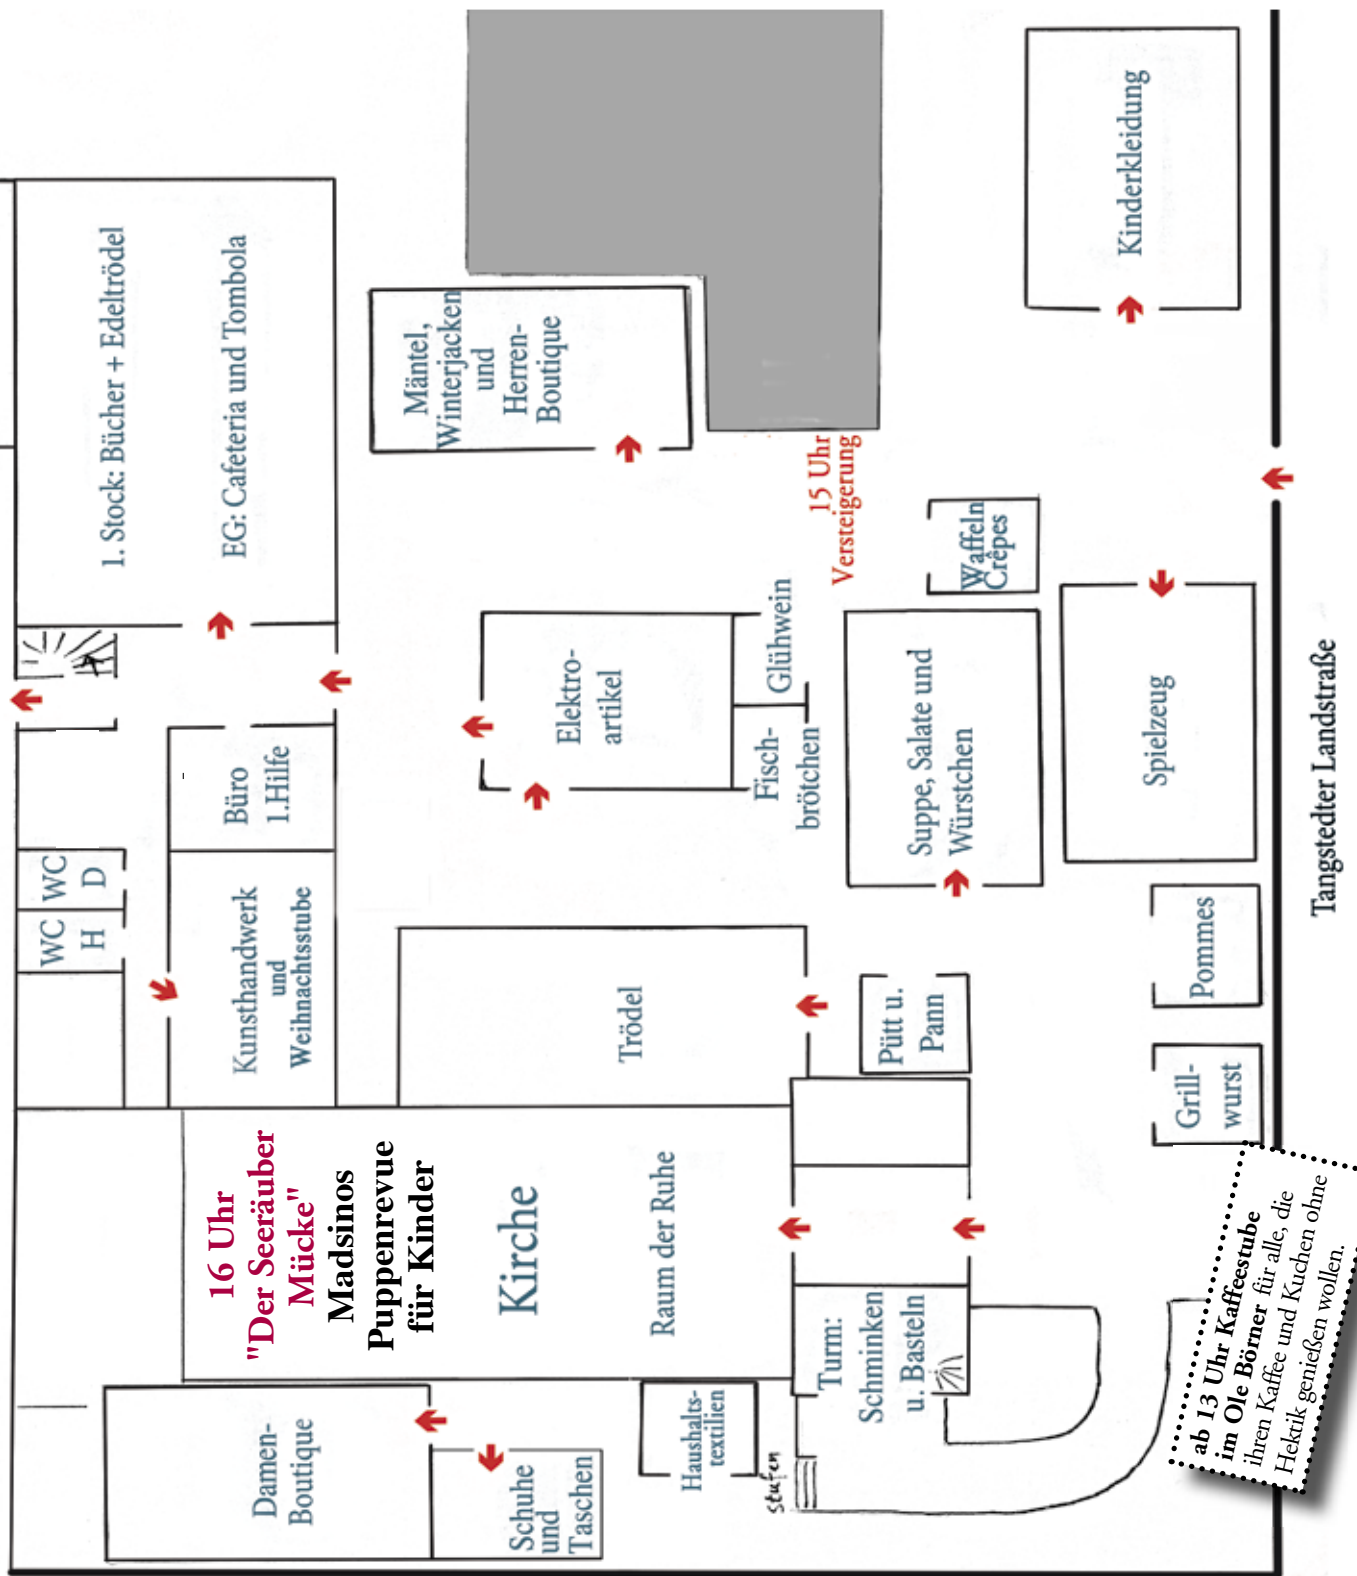 1. Stock: Bücher + Edeltrödel
EG: Cafeteria und Tombola
Mäntel,
Winterjacken
und
Herren-
Boutique
Kinderkleidung
15 Uhr
Versteigerung
Waffeln
Crêpes
Büro
1.Hilfe
WC
D
WC
H
Kunsthandwerk
und
Weihnachtsstube
Elektro-
artikel
Glühwein
Fisch-
brötchen
Suppe, Salate und
Würstchen
Spielzeug
Tangstedter Landstraße
Trödel
Pütt u.
Pann
Pommes
Grill-
wurst
16 Uhr
"Der Seeräuber
Mücke"
Madsinos
Puppenrevue
für Kinder
Kirche
Raum der Ruhe
Turm:
Schminken
u. Basteln
Damen-
Boutique
Schuhe
und
Taschen
Haushalts-
textilien
Stufen
ab 13 Uhr Kaffeestube
im Ole Börner für alle, die
ihren Kaffee und Kuchen ohne
Hektik genießen wollen.